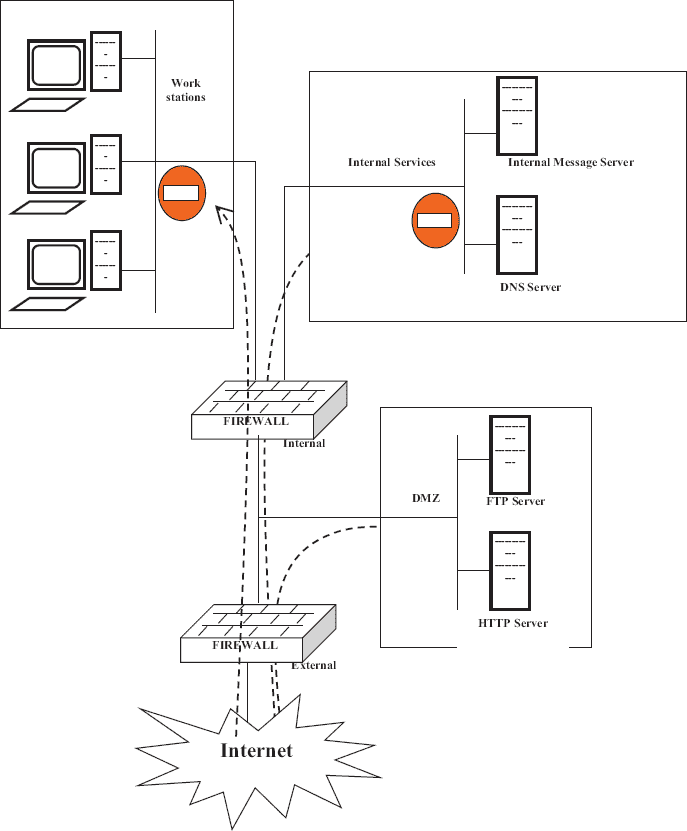 Work
stations
Internal Services
Internal Message Server
DNS Server
FIREWALL
Internal
DMZ
FTP Server
HTTP Server
FIREWALL
External
Internet